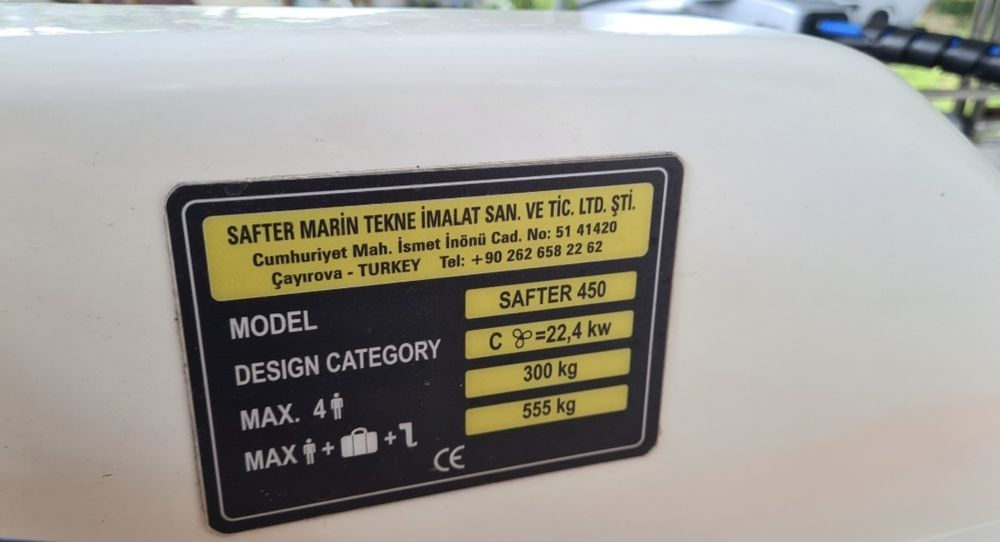 SAFTER MARİN TEKNE İMALAT SAN. VE TİC. LTD. ŞTİ.
Cumhuriyet Mah. İsmet İnönü Cad. No: 51 41420
Çayırova - TURKEY Tel: +90 262 658 22 62
MODEL SAFTER 450
DESIGN CATEGORY C =22,4 kw
MAX. 4 300 kg
MAX + + 555 kg
CE